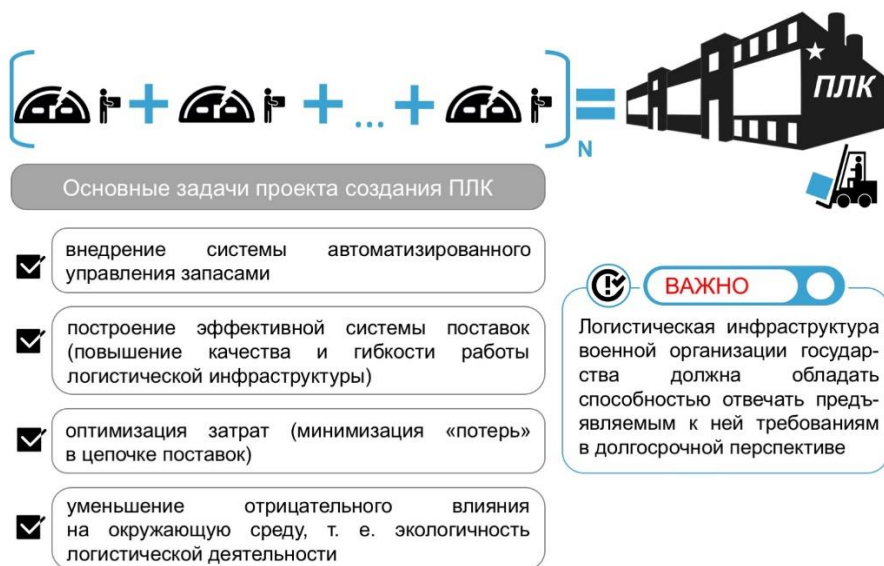 [ + + ... + ] =
N
ПЛК
Основные задачи проекта создания ПЛК
внедрение системы автоматизированного
управления запасами
построение эффективной системы поставок
(повышение качества и гибкости работы
логистической инфраструктуры)
оптимизация затрат (минимизация «потерь»
в цепочке поставок)
уменьшение отрицательного влияния
на окружающую среду, т. е. экологичность
логистической деятельности
ВАЖНО
Логистическая инфраструктура
военной организации государ-
ства должна обладать
способностью отвечать предъ-
являемым к ней требованиям
в долгосрочной перспективе